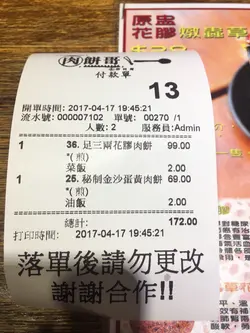 肉餅哥
付款單
13
開單時間: 2017-04-17 19:45:21
流水號: 000007102 單號: 00270 /1
人數: 2 服務員:Admin
1 36. 足三兩花膠肉餅 99.00
*( 煎)
菜飯 2.00
1 25. 秘制金沙蛋黃肉餅 69.00
*( 煎)
油飯 2.00
總計: 172.00
打印時間: 2017-04-17 19:45:21
落單後請勿更改
謝謝合作!!
原盅
花膠